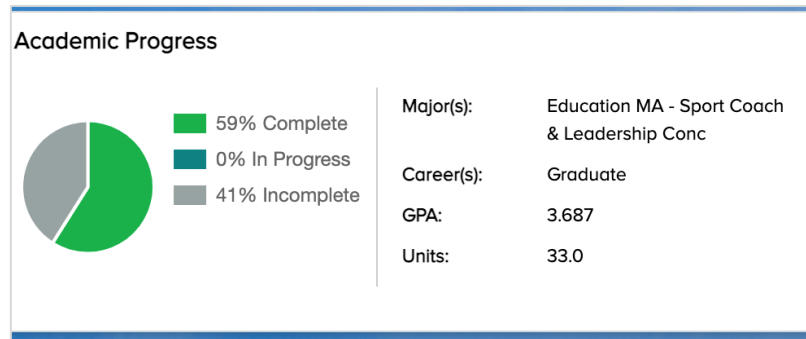 Academic Progress
59% Complete
0% In Progress
41% Incomplete
Major(s): Education MA - Sport Coach
& Leadership Conc
Career(s): Graduate
GPA: 3.687
Units: 33.0